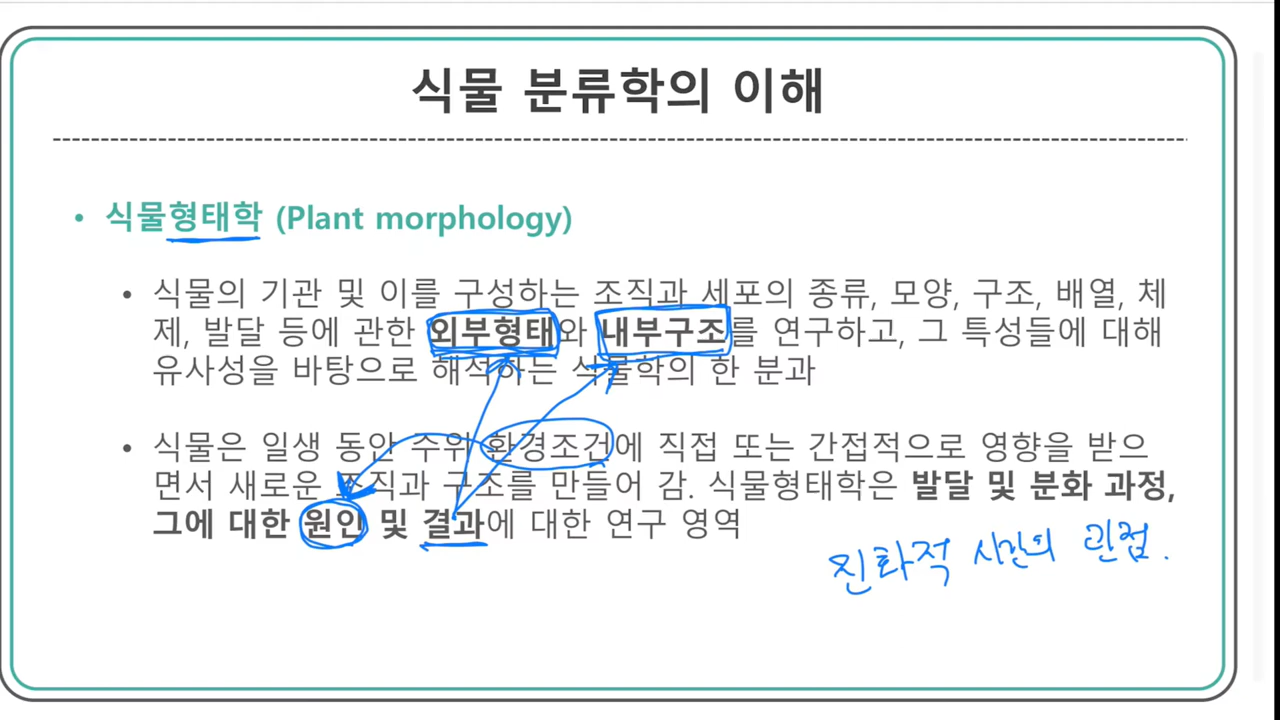 식물 분류학의 이해
• 식물형태학 (Plant morphology)
• 식물의 기관 및 이를 구성하는 조직과 세포의 종류, 모양, 구조, 배열, 체
제, 발달 등에 관한 외부형태와 내부구조를 연구하고, 그 특성들에 대해
유사성을 바탕으로 해석하는 식물학의 한 분과
• 식물은 일생 동안 주위 환경조건에 직접 또는 간접적으로 영향을 받으
면서 새로운 조직과 구조를 만들어 감. 식물형태학은 발달 및 분화 과정,
그에 대한 원인 및 결과에 대한 연구 영역
진화적 시간의 관점.